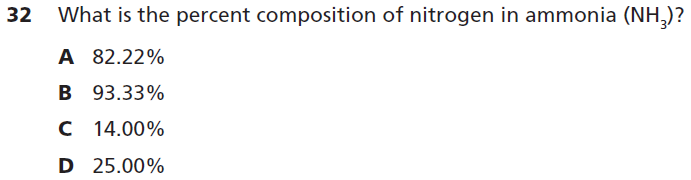 32 What is the percent composition of nitrogen in ammonia (NH₃)?
A 82.22%
B 93.33%
C 14.00%
D 25.00%